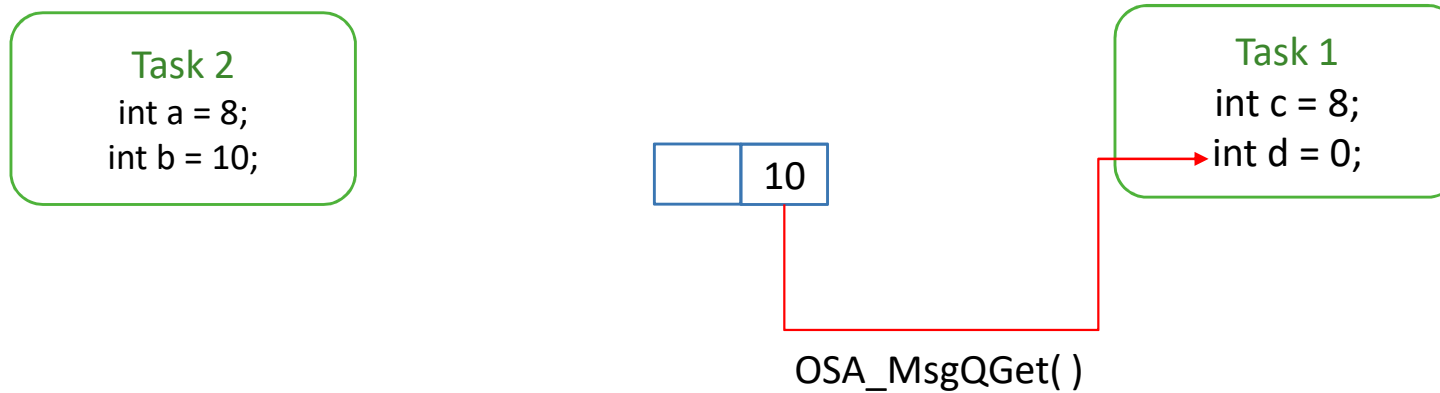 Task 2
int a = 8;
int b = 10;
10
Task 1
int c = 8;
int d = 0;
OSA_MsgQGet( )